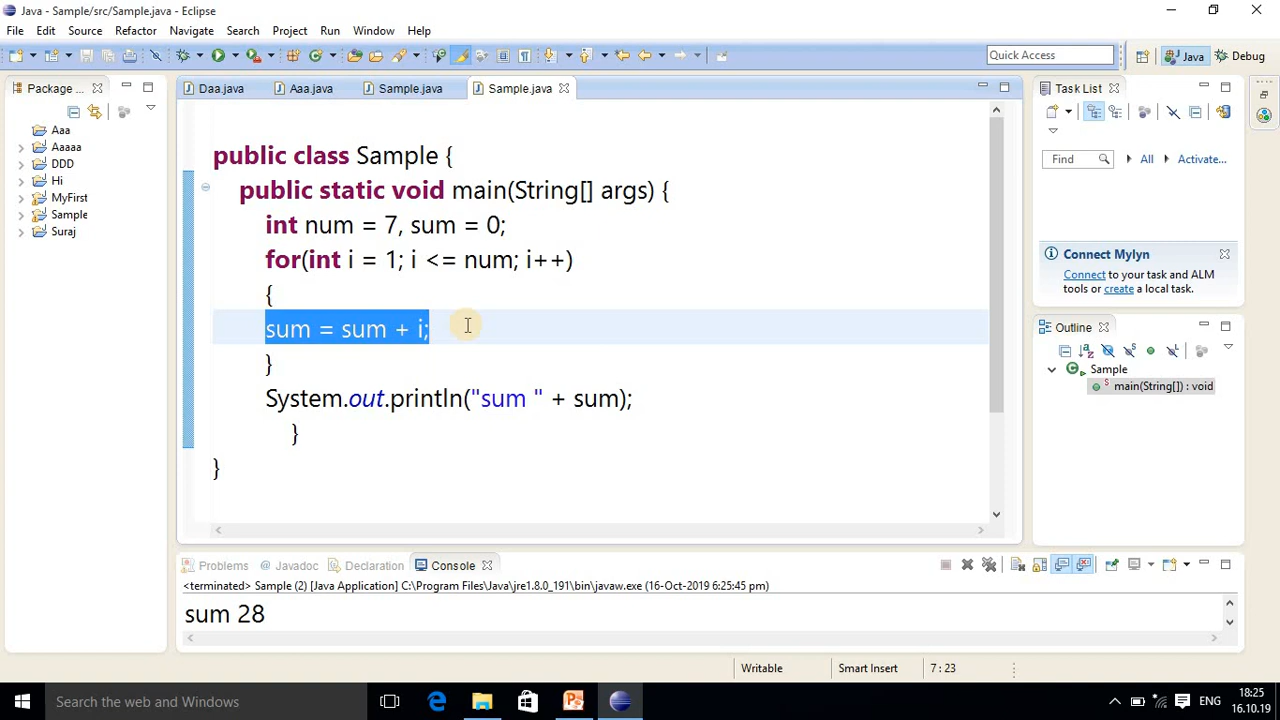 Java - Sample/src/Sample.java - Eclipse
File Edit Source Refactor Navigate Search Project Run Window Help
Quick Access
Java
Debug
Package ...
Aaa
Aaaaa
DDD
Hi
MyFirst
Sample
Suraj
Daa.java Aaa.java Sample.java Sample.java
public class Sample {
public static void main(String[] args) {
int num = 7, sum = 0;
for(int i = 1; i <= num; i++)
{
sum = sum + i;
}
System.out.println("sum " + sum);
}
}
Task List
Find All Activate...
Connect Mylyn
Connect to your task and ALM
tools or create a local task.
Outline
Sample
main(String[]) : void
Problems @ Javadoc Declaration Console
<terminated> Sample (2) [Java Application] C:\Program Files\Java\jre1.8.0_191\bin\javaw.exe (16-Oct-2019 6:25:45 pm)
sum 28
Writable Smart Insert 7 : 23
Search the web and Windows
ENG
18:25
16.10.19